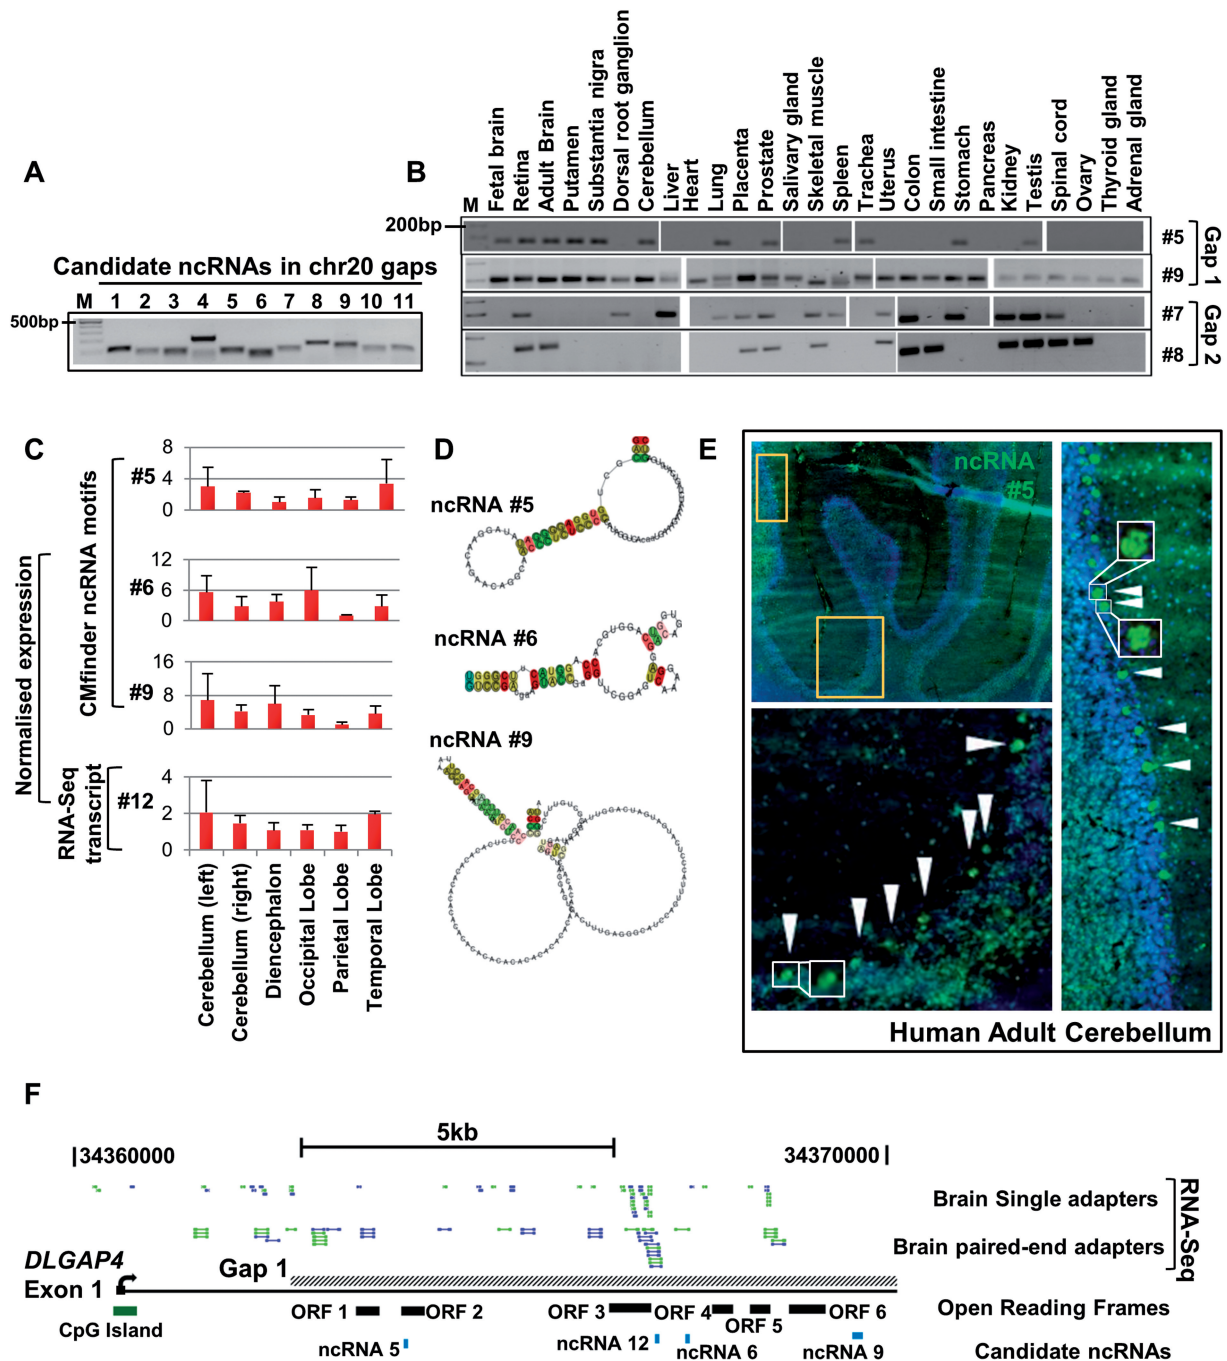 A
Candidate ncRNAs in chr20 gaps
M 1 2 3 4 5 6 7 8 9 10 11
500bp
B
M Fetal brain Retina Adult Brain Putamen Substantia nigra Dorsal root ganglion Cerebellum Liver Heart Lung Placenta Prostate Salivary gland Skeletal muscle Spleen Trachea Uterus Colon Small intestine Stomach Pancreas Kidney Testis Spinal cord Ovary Thyroid gland Adrenal gland
200bp
#5
#9
Gap 1
#7
#8
Gap 2
C
Normalised expression
CMfinder ncRNA motifs
#5
8
4
0
#6
12
6
0
#9
16
8
0
RNA-Seq
transcript
#12
4
2
0
Cerebellum (left)
Cerebellum (right)
Diencephalon
Occipital Lobe
Parietal Lobe
Temporal Lobe
D
ncRNA #5
ncRNA #6
ncRNA #9
E
ncRNA
#5
Human Adult Cerebellum
F
5kb
34360000
34370000
Brain Single adapters
Brain paired-end adapters
RNA-Seq
DLGAP4
Exon 1
Gap 1
CpG Island
ORF 1
ORF 2
ORF 3
ORF 4
ORF 5
ORF 6
Open Reading Frames
ncRNA 5
ncRNA 12
ncRNA 6
ncRNA 9
Candidate ncRNAs